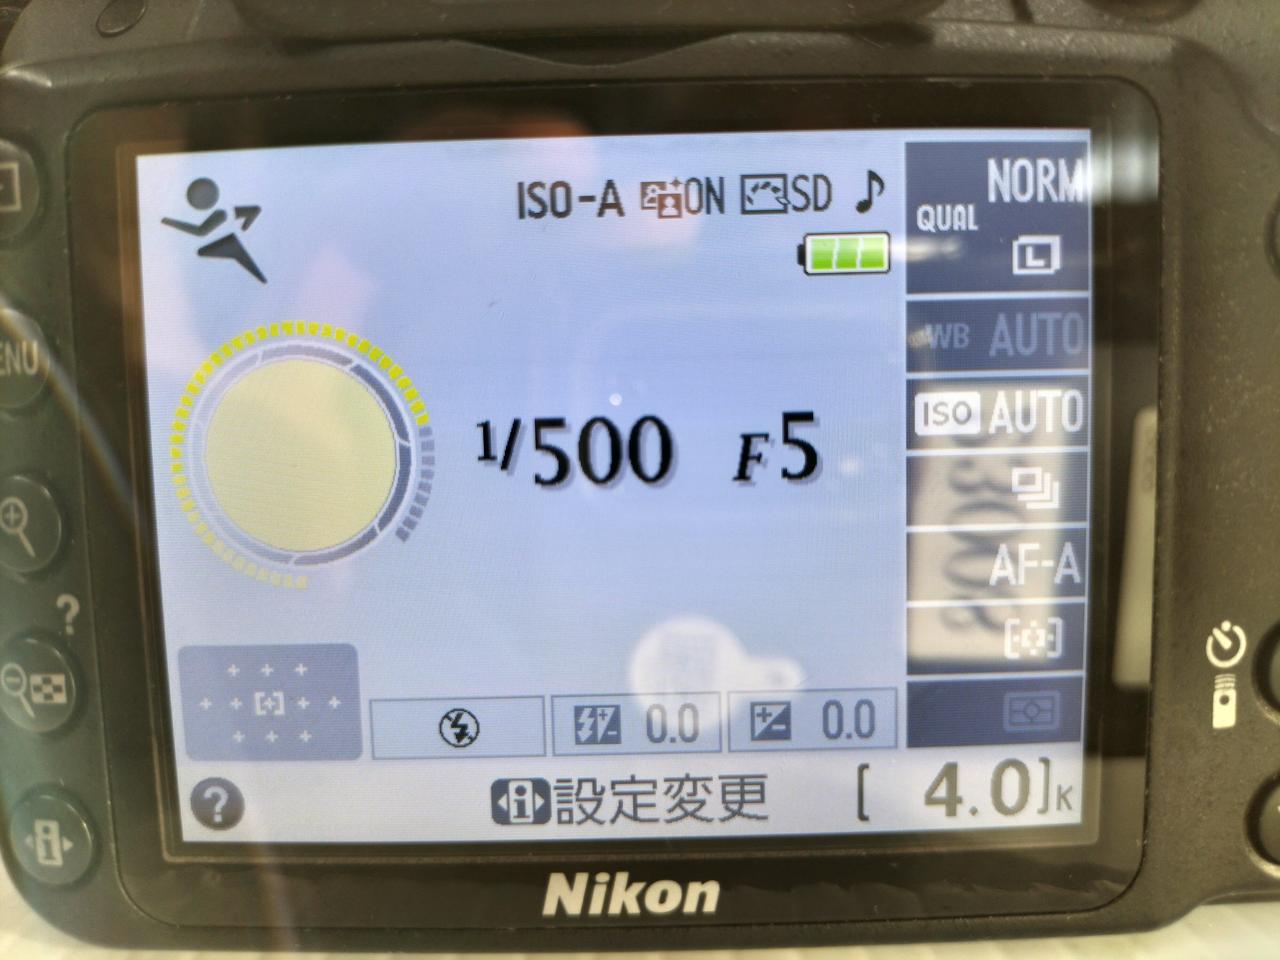 ISO-A ON SD
NORM
QUAL
L
WB AUTO
ISO AUTO
1/500 F5
AF-A
0.0 0.0
? i 設定変更 [ 4.0]K
ENU
?
i
Nikon